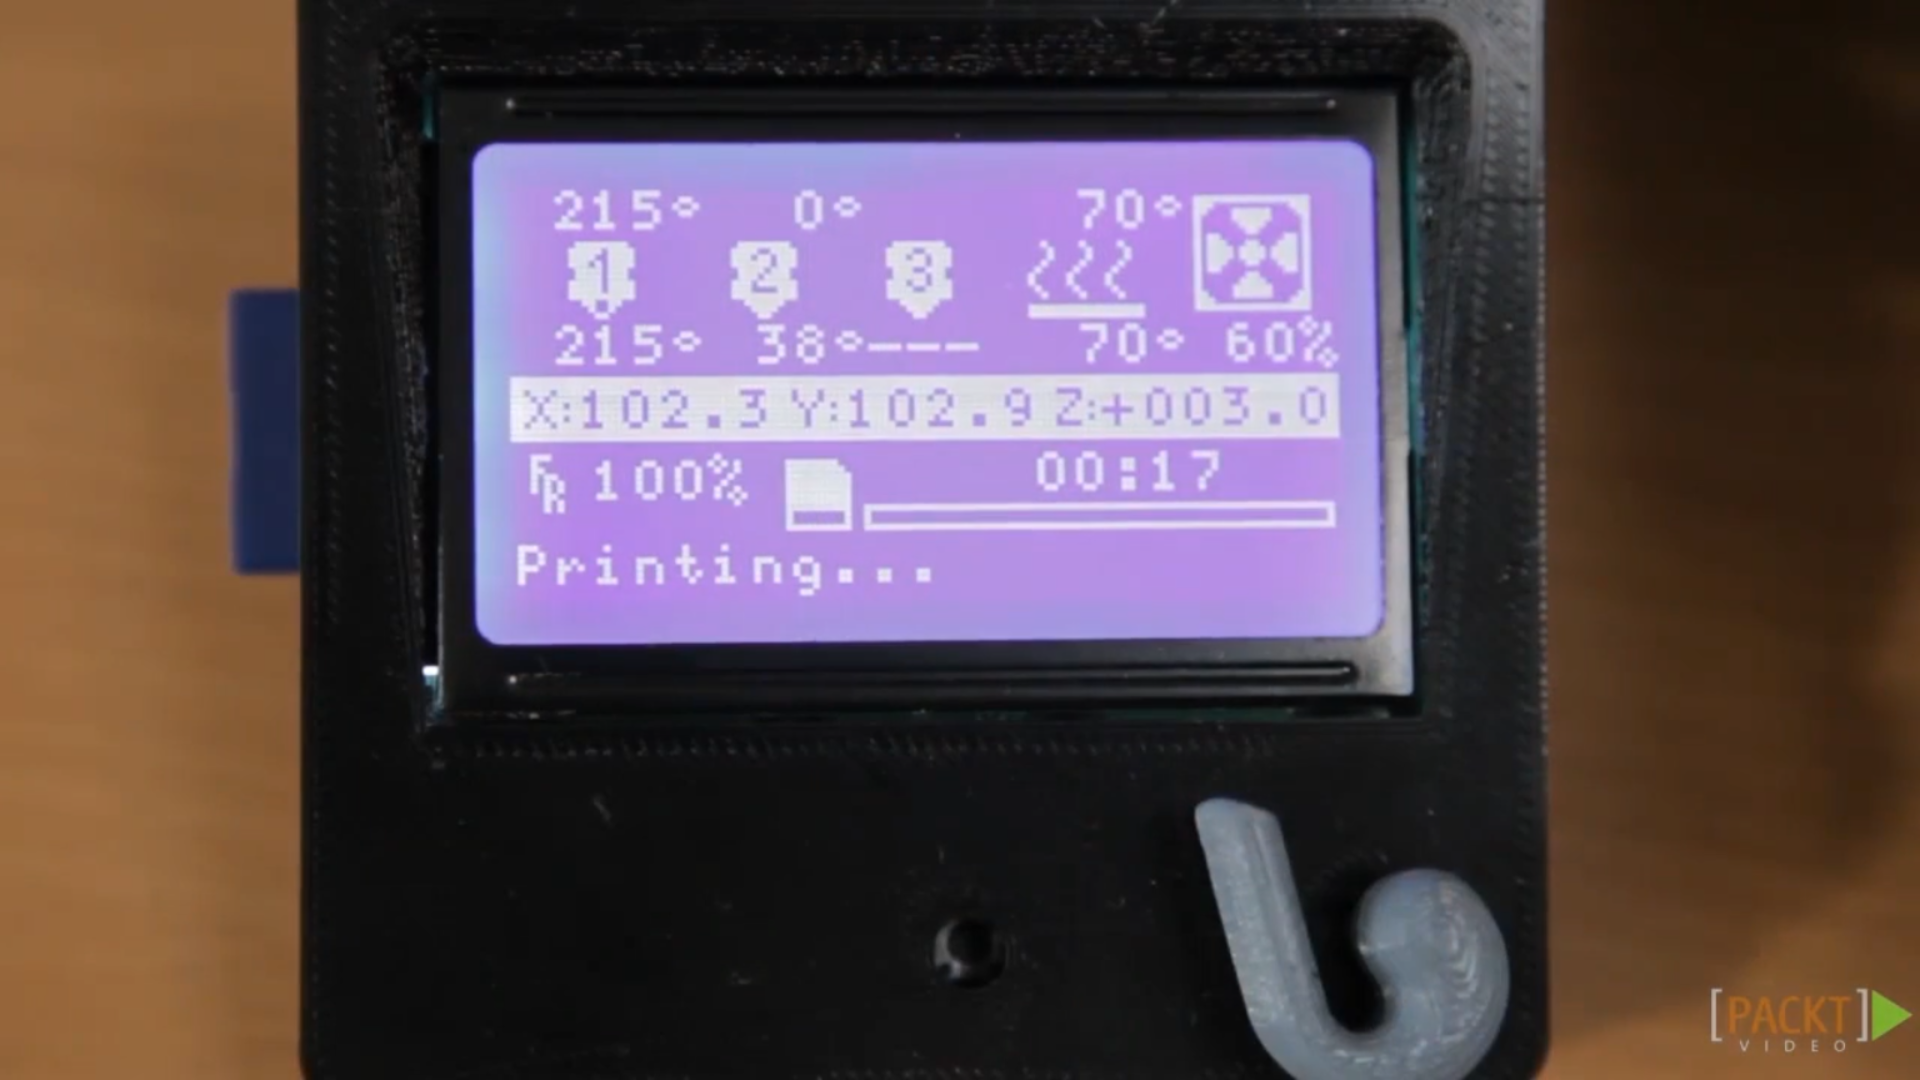 215° 0° 70°
1 2 3
215° 38°--- 70° 60%
X:102.3 Y:102.9 Z:+003.0
FR 100% 00:17
Printing...
[PACKT]
VIDEO